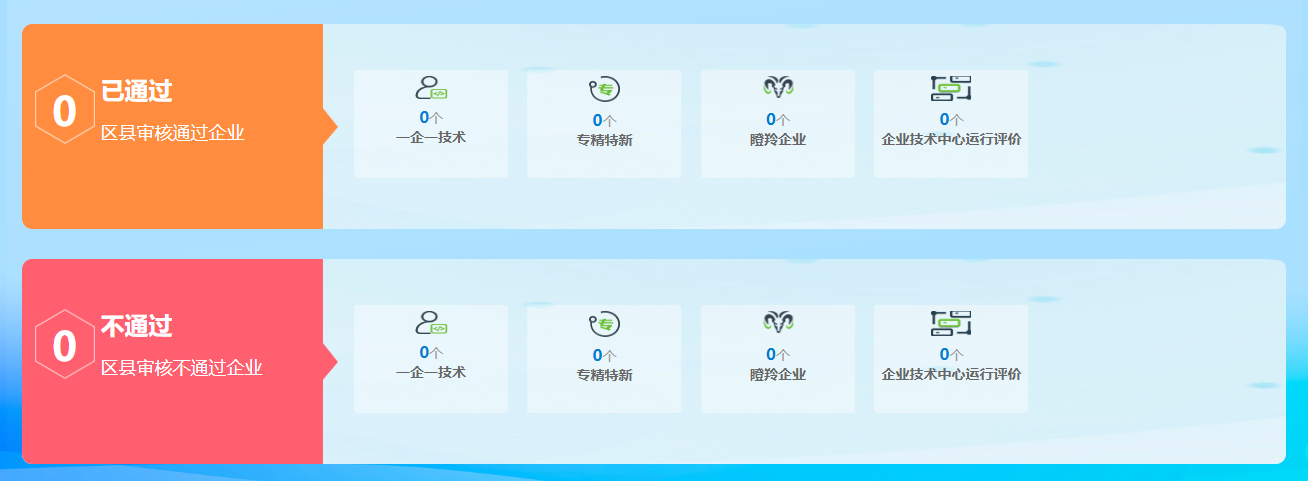 0
已通过
区县审核通过企业
0个
一企一技术
专
0个
专精特新
0个
瞪羚企业
0个
企业技术中心运行评价
0
不通过
区县审核不通过企业
0个
一企一技术
专
0个
专精特新
0个
瞪羚企业
0个
企业技术中心运行评价